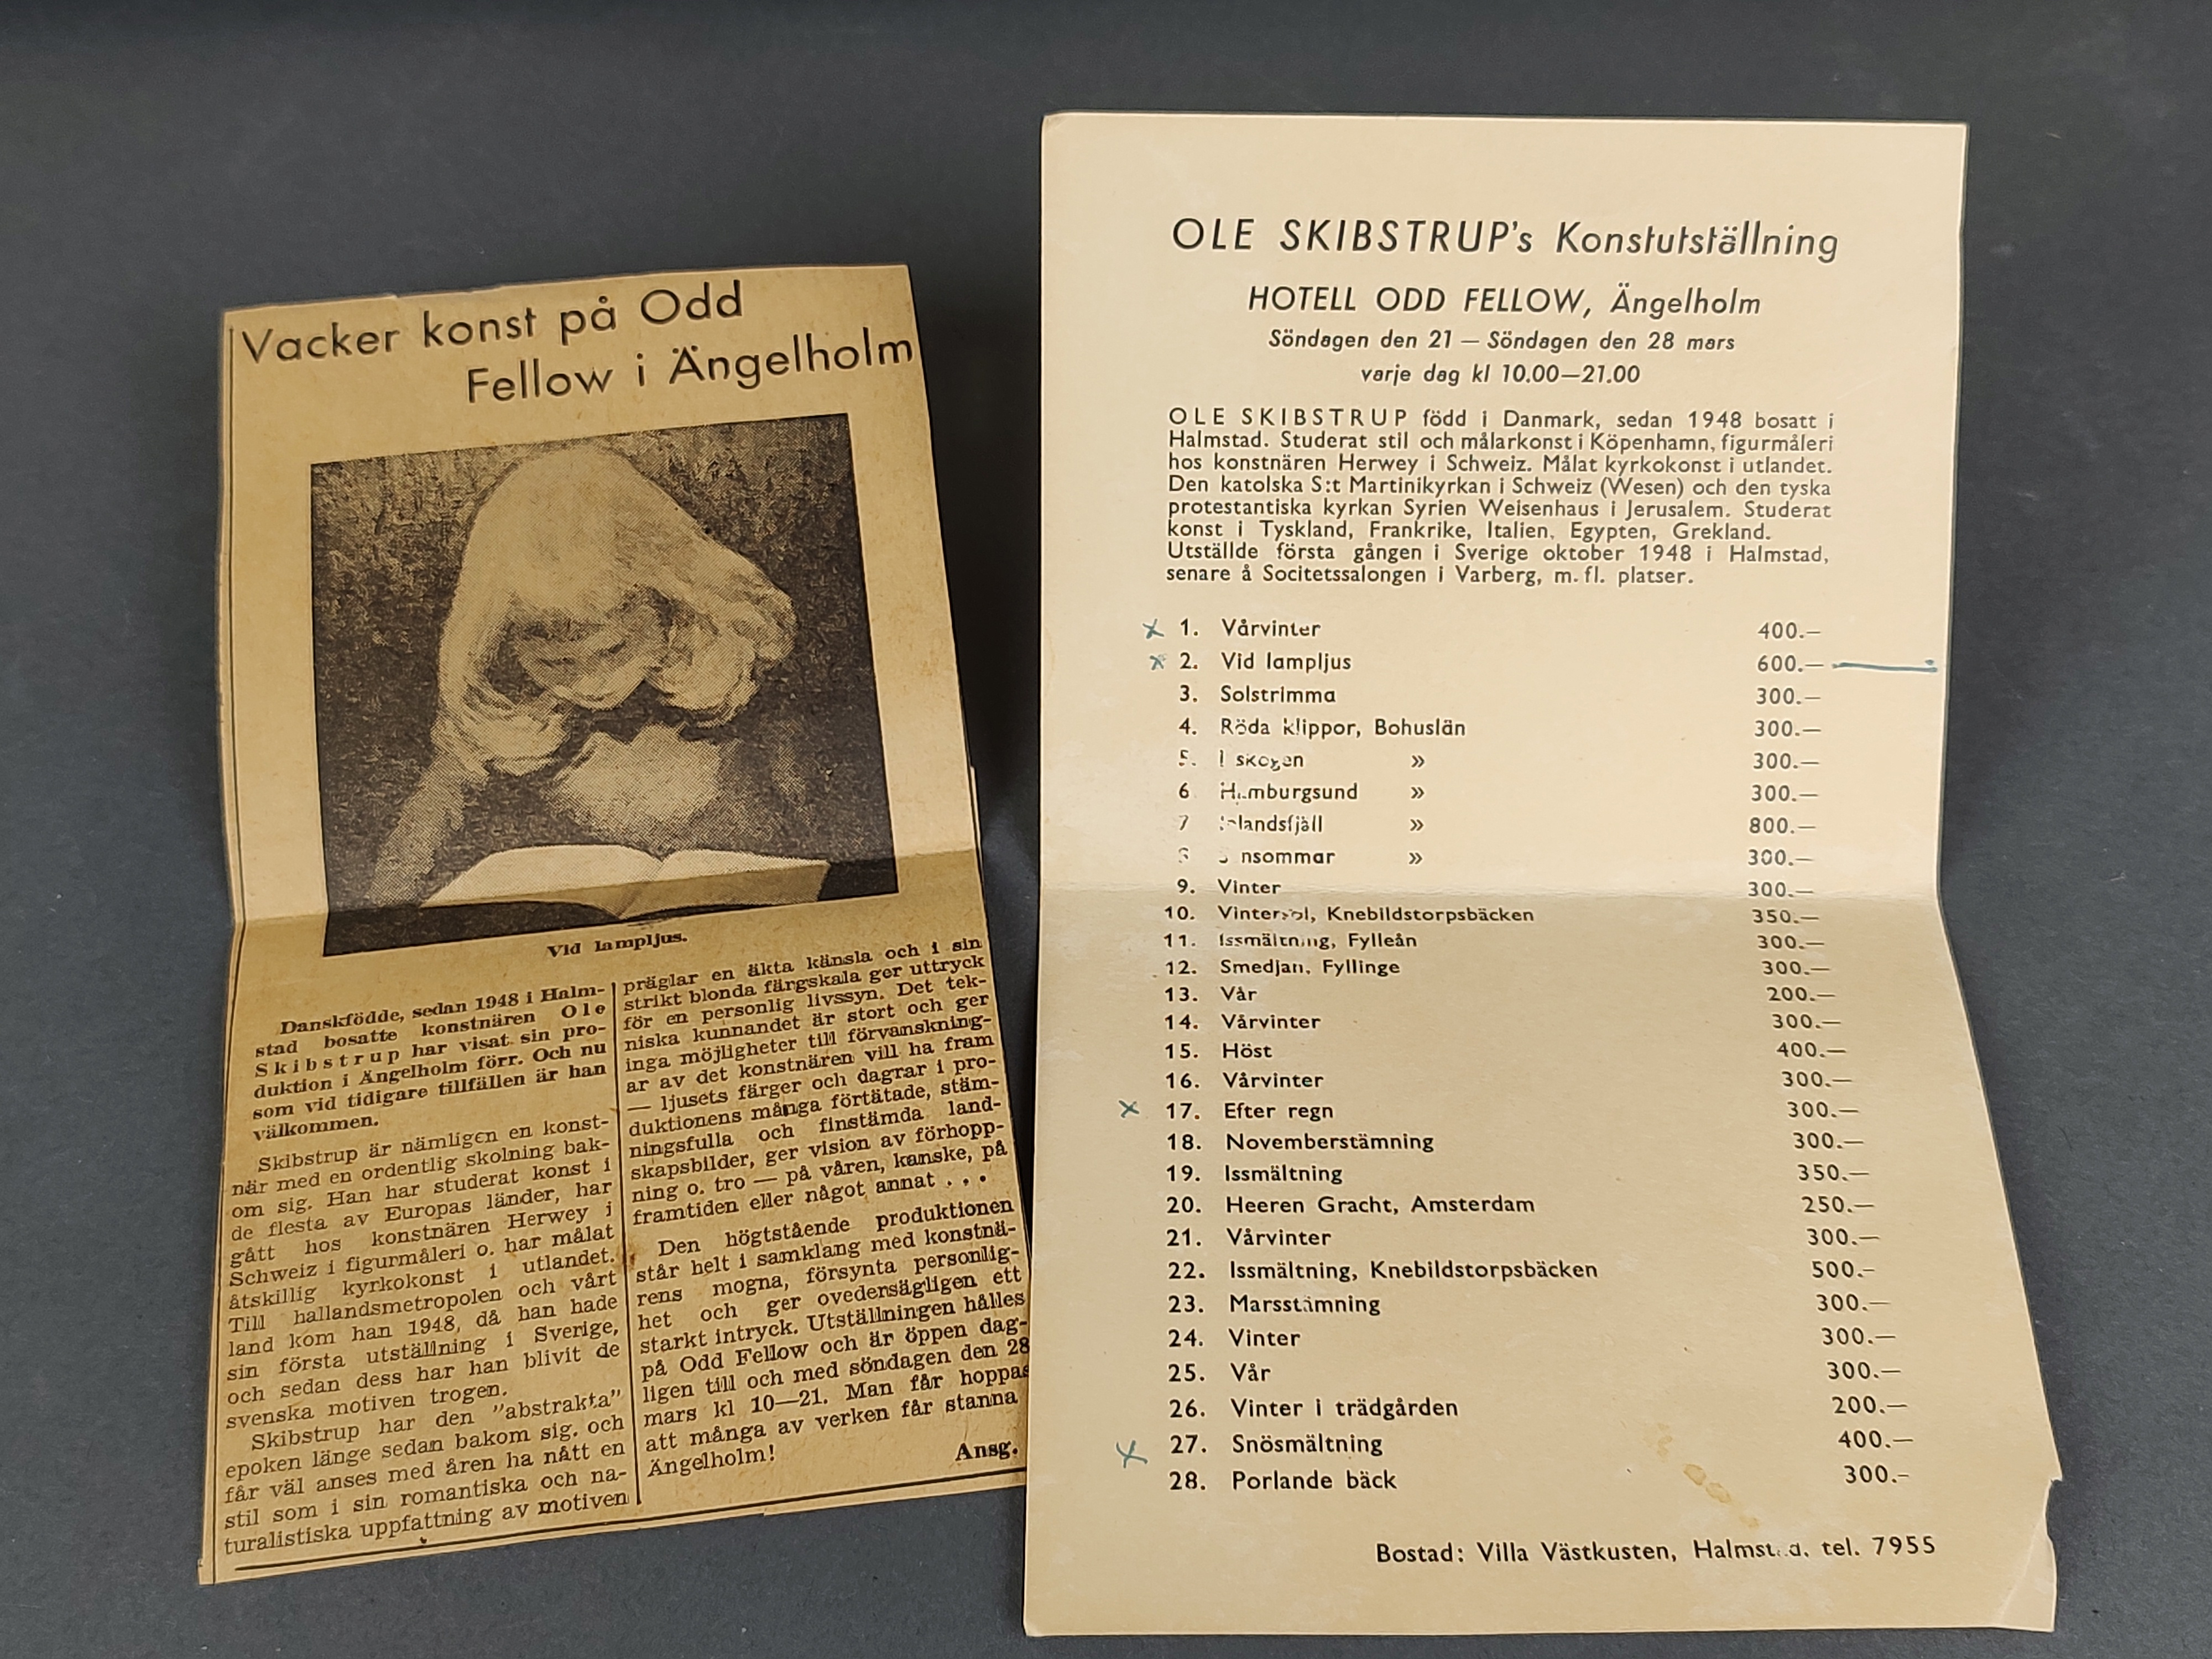 Vacker konst på Odd
Fellow i Ängelholm
Vid lampljus.
Danskfödde, sedan 1948 i Halm-
stad bosatte konstnären Ole
Skibstrup har visat sin pro-
duktion i Ängelholm förr. Och nu
som vid tidigare tillfällen är han
välkommen.
Skibstrup är nämligen en konst-
när med en ordentlig skolning bak-
om sig. Han har studerat konst i
de flesta av Europas länder, har
gått hos konstnären Herwey i
Schweiz i figurmåleri o. har målat
åtskillig kyrkokonst i utlandet.
Till hallandsmetropolen och vårt
land kom han 1948, då han hade
sin första utställning i Sverige,
och sedan dess har han blivit de
svenska motiven trogen.
Skibstrup har den "abstrakta"
epoken länge sedan bakom sig, och
får väl anses med åren ha nått en
stil som i sin romantiska och na-
turalistiska uppfattning av motiven
präglar en äkta känsla och i sin
strikt blonda färgskala ger uttryck
för en personlig livssyn. Det tek-
niska kunnandet är stort och ger
inga möjligheter till förvanskning-
ar av det konstnären vill ha fram
— ljusets färger och dagrar i pro-
duktionens många förtätade, stäm-
ningsfulla och finstämda land-
skapsbilder, ger vision av förhopp-
ning o. tro — på våren, kanske, på
framtiden eller något annat . . .
Den högtstående produktionen
står helt i samklang med konstnä-
rens mogna, försynta personlig-
het och ger ovedersägligen ett
starkt intryck. Utställningen hålles
på Odd Fellow och är öppen dag-
ligen till och med söndagen den 28
mars kl 10—21. Man får hoppas
att många av verken får stanna i
Ängelholm!
Ansg.
OLE SKIBSTRUP's Konstutställning
HOTELL ODD FELLOW, Ängelholm
Söndagen den 21 — Söndagen den 28 mars
varje dag kl 10.00—21.00
OLE SKIBSTRUP född i Danmark, sedan 1948 bosatt i
Halmstad. Studerat stil och målarkonst i Köpenhamn, figurmåleri
hos konstnären Herwey i Schweiz. Målat kyrkokonst i utlandet.
Den katolska S:t Martinikyrkan i Schweiz (Wesen) och den tyska
protestantiska kyrkan Syrien Weisenhaus i Jerusalem. Studerat
konst i Tyskland, Frankrike, Italien, Egypten, Grekland.
Utställde första gången i Sverige oktober 1948 i Halmstad,
senare å Socitetssalongen i Varberg, m. fl. platser.
x 1. Vårvinter 400.—
x 2. Vid lampljus 600.—
3. Solstrimma 300.—
4. Röda klippor, Bohuslän 300.—
5. I skogen » 300.—
6 Hamburgsund » 300.—
7 » 800.—
8 » 300.—
9. Vinter 300.—
10. Vintersol, Knebildstorpsbäcken 350.—
11. Issmältning, Fylleån 300.—
12. Smedjan, Fyllinge 300.—
13. Vår 200.—
14. Vårvinter 300.—
15. Höst 400.—
16. Vårvinter 300.—
x 17. Efter regn 300.—
18. Novemberstämning 300.—
19. Issmältning 350.—
20. Heeren Gracht, Amsterdam 250.—
21. Vårvinter 300.—
22. Issmältning, Knebildstorpsbäcken 500.—
23. Marsstämning 300.—
24. Vinter 300.—
25. Vår 300.—
26. Vinter i trädgården 200.—
x 27. Snösmältning 400.—
28. Porlande bäck 300.—
Bostad: Villa Västkusten, Halmstad. tel. 7955